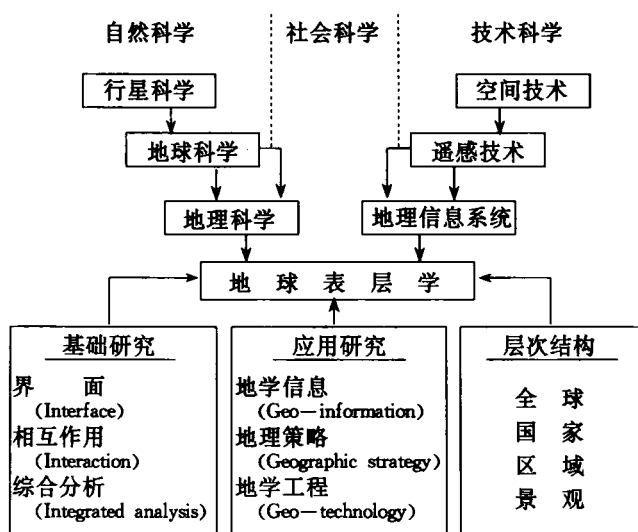 自然科学 社会科学 技术科学
行星科学 空间技术
地球科学 遥感技术
地理科学 地理信息系统
地球表层学
基础研究
界面
(Interface)
相互作用
(Interaction)
综合分析
(Integrated analysis)
应用研究
地学信息
(Geo-information)
地理策略
(Geographic strategy)
地学工程
(Geo-technology)
层次结构
全球
国家
区域
景观